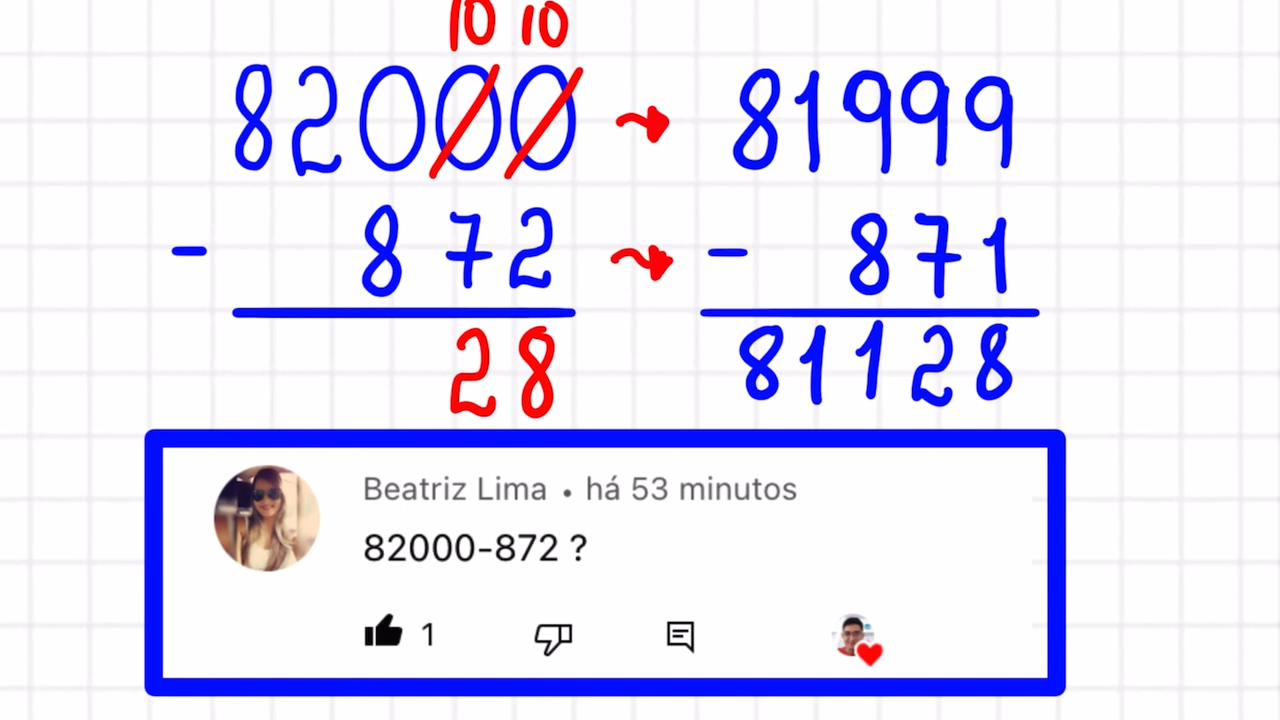 10 10
82000 → 81999
- 872 → - 871
28 81128
Beatriz Lima • há 53 minutos
82000-872 ?
1